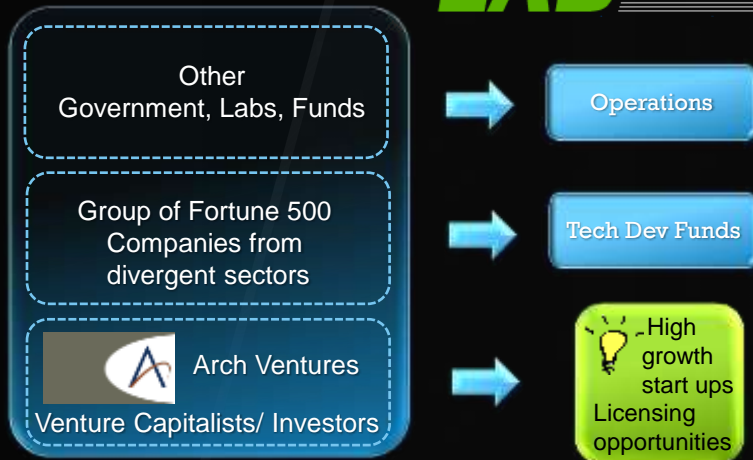 LAB
Other
Government, Labs, Funds
Operations
Group of Fortune 500
Companies from
divergent sectors
Tech Dev Funds
Arch Ventures
Venture Capitalists/ Investors
High
growth
start ups
Licensing
opportunities